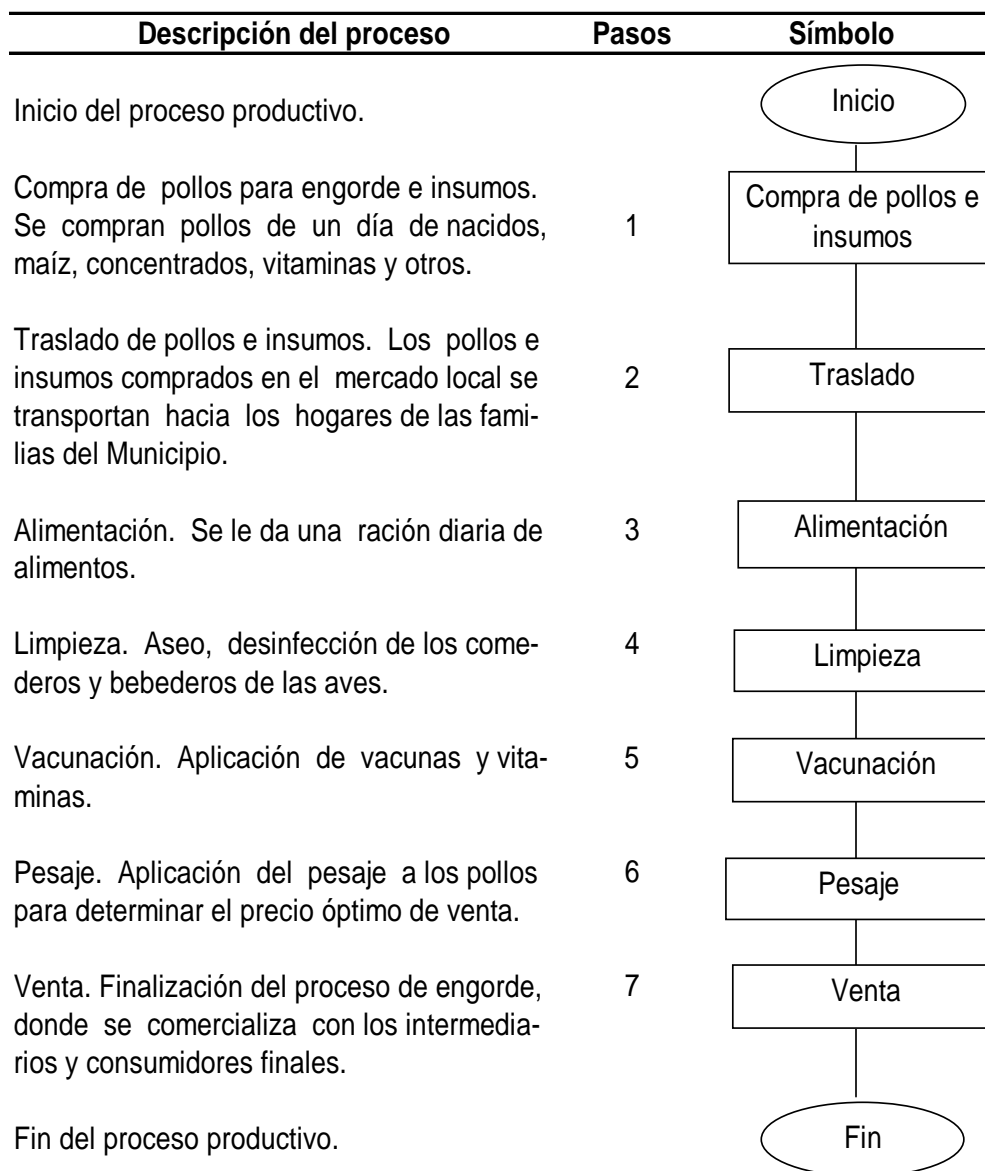 Descripción del proceso Pasos Símbolo
Inicio del proceso productivo. Inicio
Compra de pollos para engorde e insumos.
Se compran pollos de un día de nacidos,
maíz, concentrados, vitaminas y otros.
1
Compra de pollos e
insumos
Traslado de pollos e insumos. Los pollos e
insumos comprados en el mercado local se
transportan hacia los hogares de las fami-
lias del Municipio.
2
Traslado
Alimentación. Se le da una ración diaria de
alimentos.
3
Alimentación
Limpieza. Aseo, desinfección de los come-
deros y bebederos de las aves.
4
Limpieza
Vacunación. Aplicación de vacunas y vita-
minas.
5
Vacunación
Pesaje. Aplicación del pesaje a los pollos
para determinar el precio óptimo de venta.
6
Pesaje
Venta. Finalización del proceso de engorde,
donde se comercializa con los intermedia-
rios y consumidores finales.
7
Venta
Fin del proceso productivo. Fin